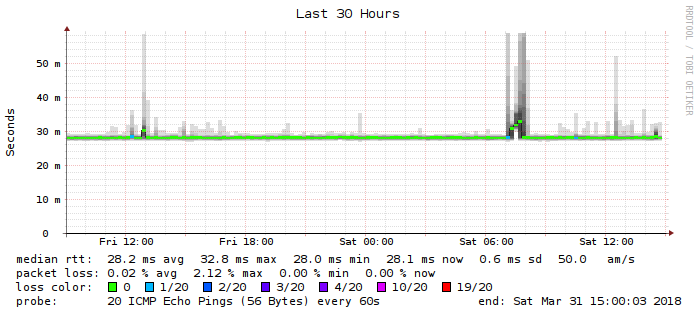 Last 30 Hours
RRDTOOL / TOBI OETIKER
Seconds
50 m
40 m
30 m
20 m
10 m
0
Fri 12:00 Fri 18:00 Sat 00:00 Sat 06:00 Sat 12:00
median rtt: 28.2 ms avg 32.8 ms max 28.0 ms min 28.1 ms now 0.6 ms sd 50.0 am/s
packet loss: 0.02 % avg 2.12 % max 0.00 % min 0.00 % now
loss color: 0 1/20 2/20 3/20 4/20 10/20 19/20
probe: 20 ICMP Echo Pings (56 Bytes) every 60s end: Sat Mar 31 15:00:03 2018